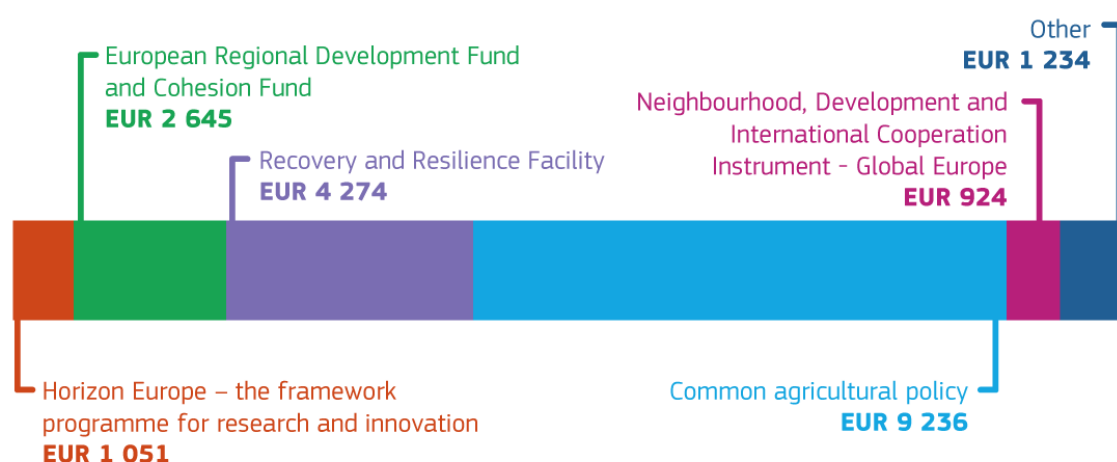 Other
EUR 1 234
European Regional Development Fund
and Cohesion Fund
EUR 2 645
Neighbourhood, Development and
International Cooperation
Instrument - Global Europe
EUR 924
Recovery and Resilience Facility
EUR 4 274
Horizon Europe – the framework
programme for research and innovation
EUR 1 051
Common agricultural policy
EUR 9 236